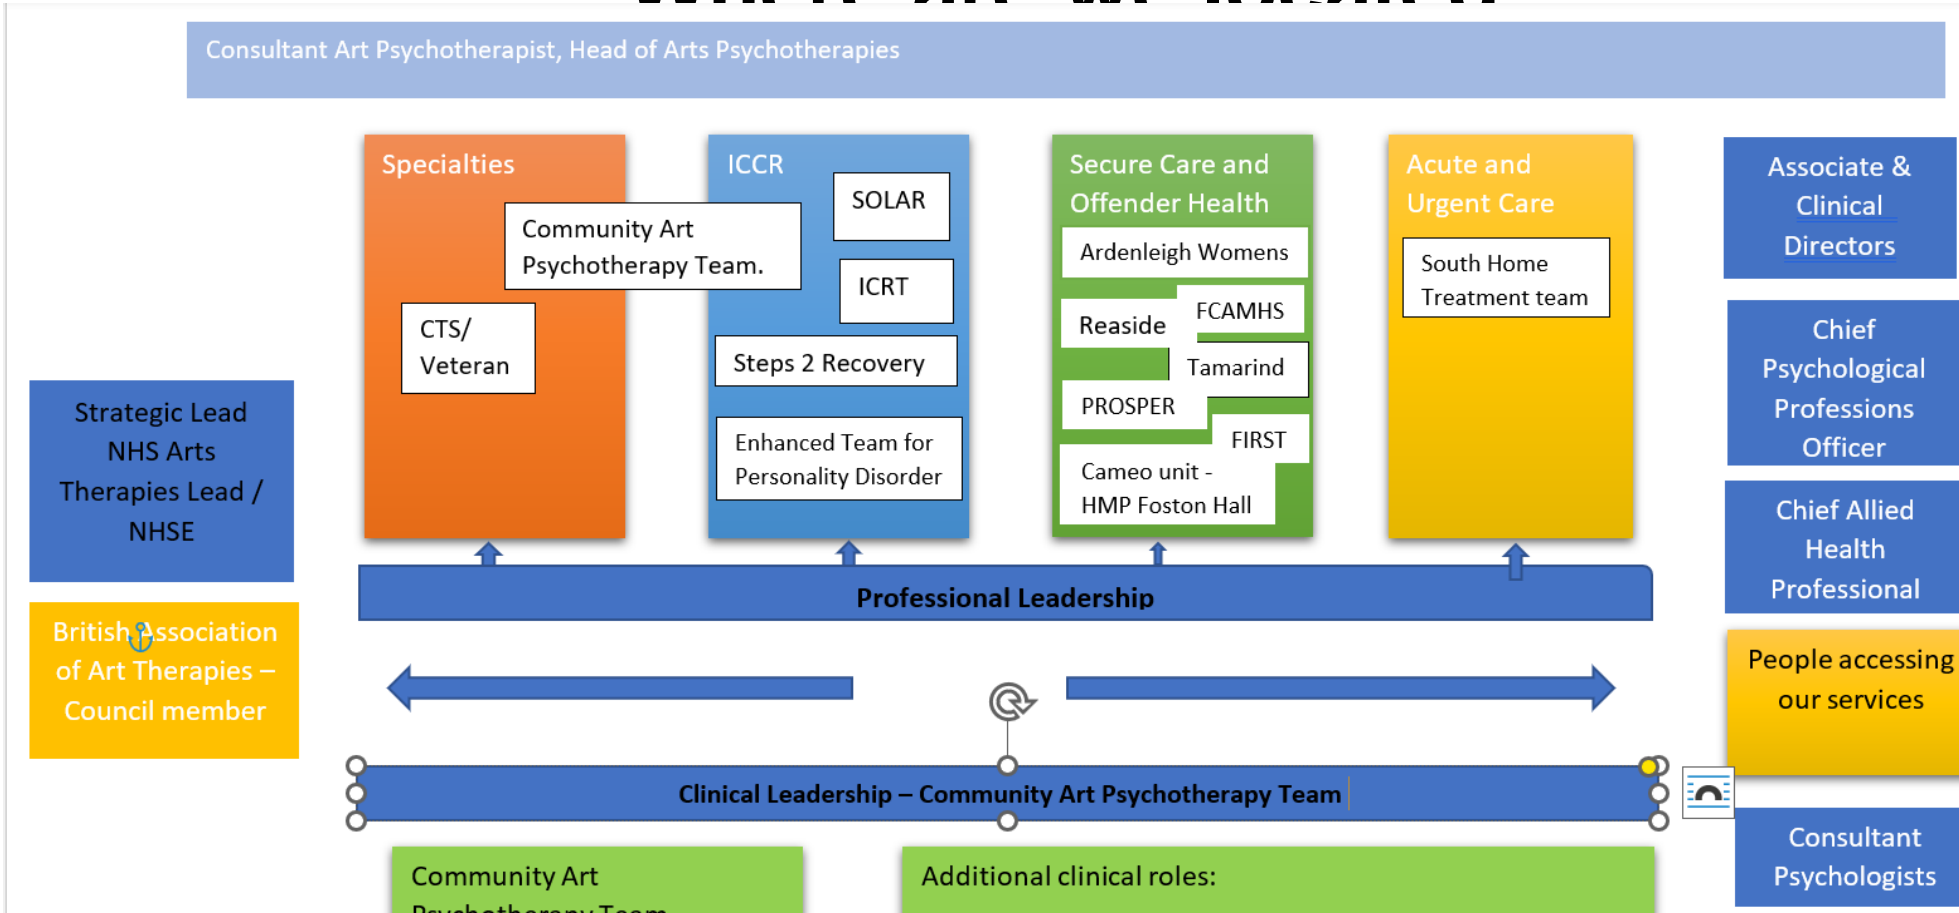 Consultant Art Psychotherapist, Head of Arts Psychotherapies
Specialties
Community Art
Psychotherapy Team.
CTS/
Veteran
ICCR
SOLAR
ICRT
Steps 2 Recovery
Enhanced Team for
Personality Disorder
Secure Care and
Offender Health
Ardenleigh Womens
FCAMHS
Reaside
Tamarind
PROSPER
FIRST
Cameo unit -
HMP Foston Hall
Acute and
Urgent Care
South Home
Treatment team
Associate &
Clinical
Directors
Chief
Psychological
Professions
Officer
Chief Allied
Health
Professional
People accessing
our services
Consultant
Psychologists
Strategic Lead
NHS Arts
Therapies Lead /
NHSE
British Association
of Art Therapies –
Council member
Professional Leadership
Clinical Leadership – Community Art Psychotherapy Team
Community Art
Psychotherapy Team
Additional clinical roles: